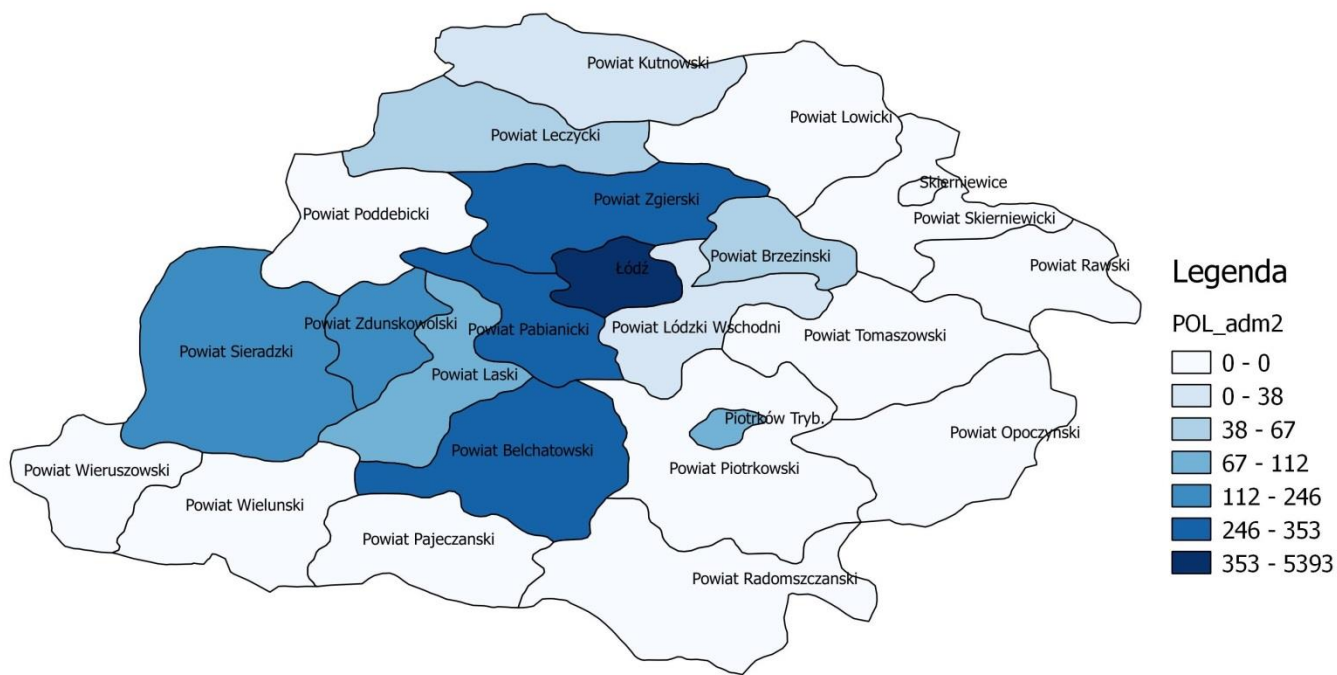 Powiat Kutnowski
Powiat Lowicki
Powiat Leczycki
Skierniewice
Powiat Zgierski
Powiat Poddebicki
Powiat Skierniewicki
Powiat Brzezinski
Powiat Rawski
Łódź
Powiat Zdunskowolski
Powiat Pabianicki
Powiat Lódzki Wschodni
Powiat Tomaszowski
Powiat Sieradzki
Powiat Laski
Piotrków Tryb.
Powiat Opoczynski
Powiat Belchatowski
Powiat Piotrkowski
Powiat Wieruszowski
Powiat Wielunski
Powiat Pajeczanski
Powiat Radomszczanski
Legenda
POL_adm2
0 - 0
0 - 38
38 - 67
67 - 112
112 - 246
246 - 353
353 - 5393